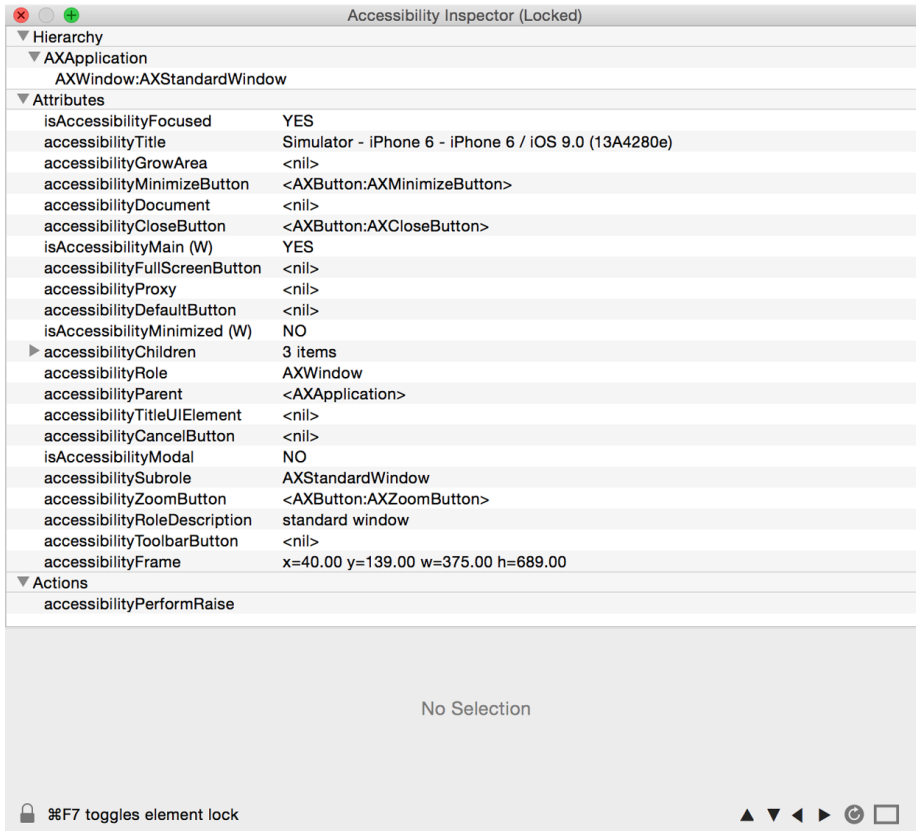 Accessibility Inspector (Locked)
Hierarchy
AXApplication
AXWindow:AXStandardWindow
Attributes
isAccessibilityFocused YES
accessibilityTitle Simulator - iPhone 6 - iPhone 6 / iOS 9.0 (13A4280e)
accessibilityGrowArea <nil>
accessibilityMinimizeButton <AXButton:AXMinimizeButton>
accessibilityDocument <nil>
accessibilityCloseButton <AXButton:AXCloseButton>
isAccessibilityMain (W) YES
accessibilityFullScreenButton <nil>
accessibilityProxy <nil>
accessibilityDefaultButton <nil>
isAccessibilityMinimized (W) NO
accessibilityChildren 3 items
accessibilityRole AXWindow
accessibilityParent <AXApplication>
accessibilityTitleUIElement <nil>
accessibilityCancelButton <nil>
isAccessibilityModal NO
accessibilitySubrole AXStandardWindow
accessibilityZoomButton <AXButton:AXZoomButton>
accessibilityRoleDescription standard window
accessibilityToolbarButton <nil>
accessibilityFrame x=40.00 y=139.00 w=375.00 h=689.00
Actions
accessibilityPerformRaise
No Selection
⌘F7 toggles element lock